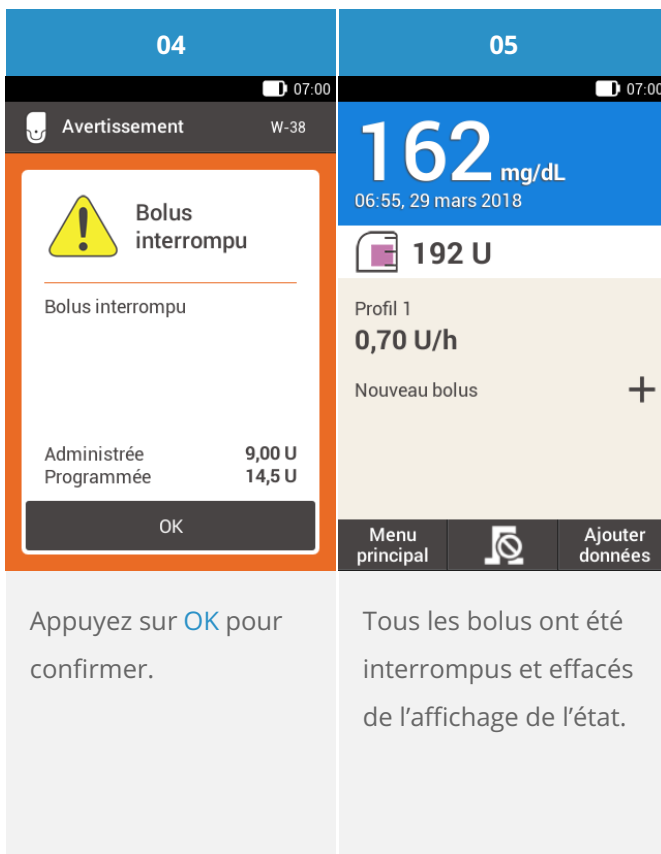 04
07:00
Avertissement W-38
Bolus
interrompu
Bolus interrompu
Administrée 9,00 U
Programmée 14,5 U
OK
Appuyez sur OK pour
confirmer.
05
07:00
162 mg/dL
06:55, 29 mars 2018
192 U
Profil 1
0,70 U/h
Nouveau bolus +
Menu
principal
Ajouter
données
Tous les bolus ont été
interrompus et effacés
de l’affichage de l’état.